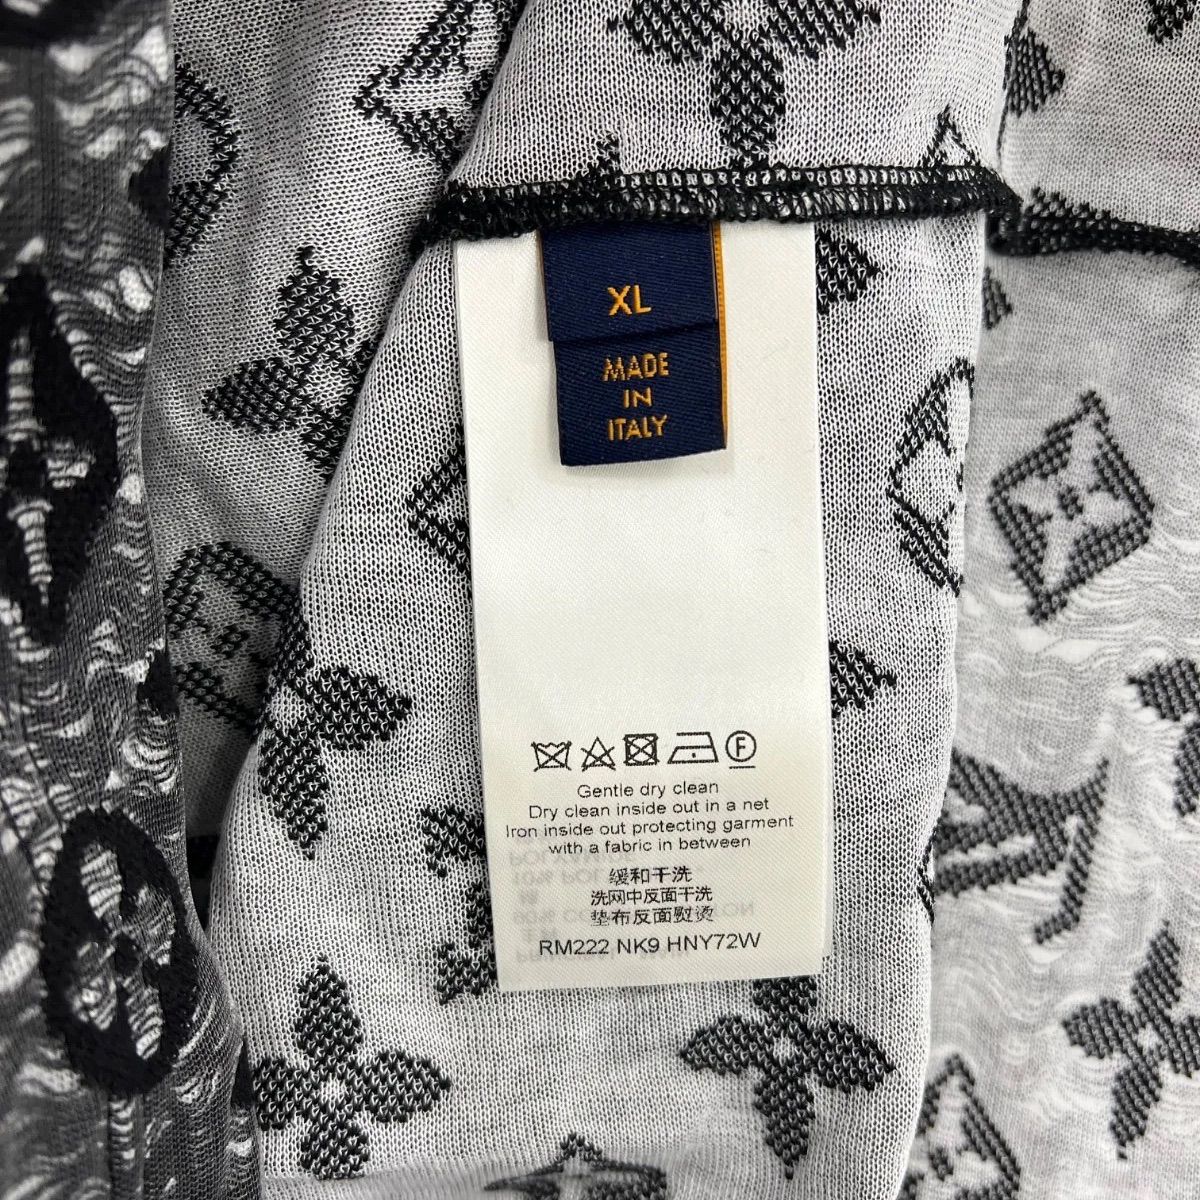 XL
MADE
IN
ITALY
Gentle dry clean
Dry clean inside out in a net
Iron inside out protecting garment
with a fabric in between
缓和干洗
洗网中反面干洗
垫布反面熨烫
RM222 NK9 HNY72W